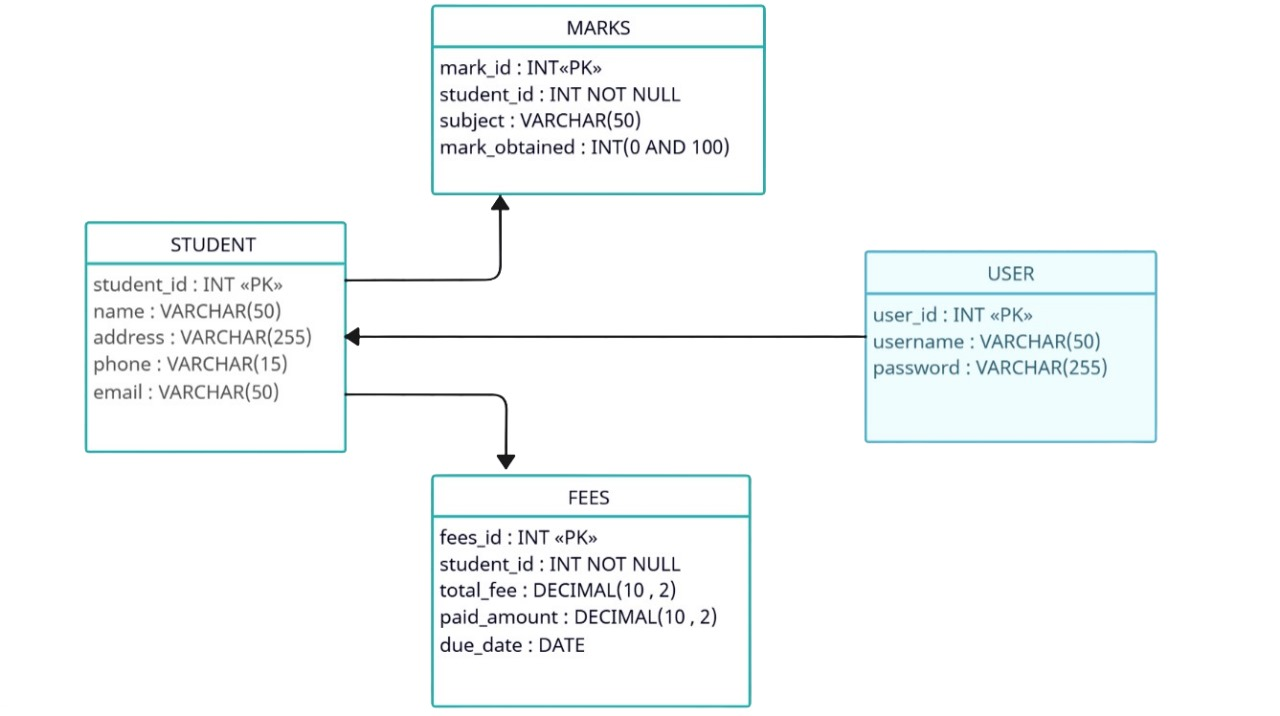 MARKS
mark_id : INT«PK»
student_id : INT NOT NULL
subject : VARCHAR(50)
mark_obtained : INT(0 AND 100)
STUDENT
student_id : INT «PK»
name : VARCHAR(50)
address : VARCHAR(255)
phone : VARCHAR(15)
email : VARCHAR(50)
USER
user_id : INT «PK»
username : VARCHAR(50)
password : VARCHAR(255)
FEES
fees_id : INT «PK»
student_id : INT NOT NULL
total_fee : DECIMAL(10 , 2)
paid_amount : DECIMAL(10 , 2)
due_date : DATE